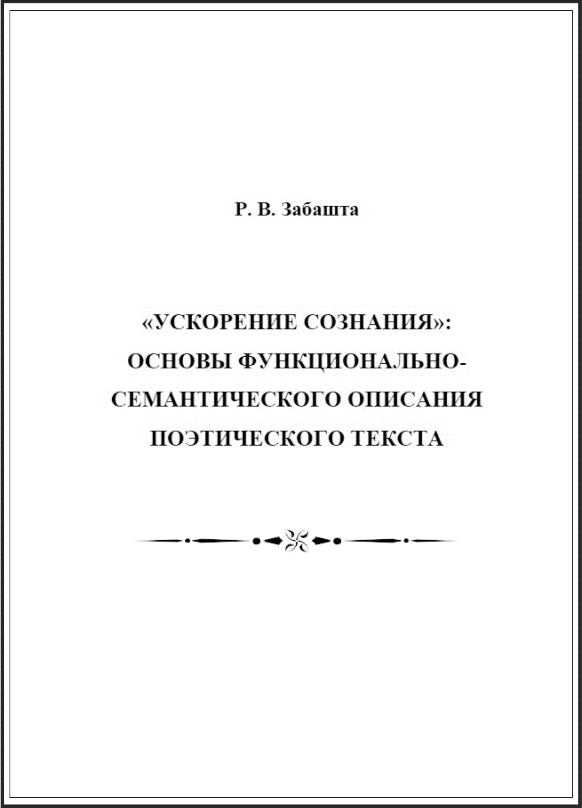 Р. В. Забашта
«УСКОРЕНИЕ СОЗНАНИЯ»:
ОСНОВЫ ФУНКЦИОНАЛЬНО-
СЕМАНТИЧЕСКОГО ОПИСАНИЯ
ПОЭТИЧЕСКОГО ТЕКСТА